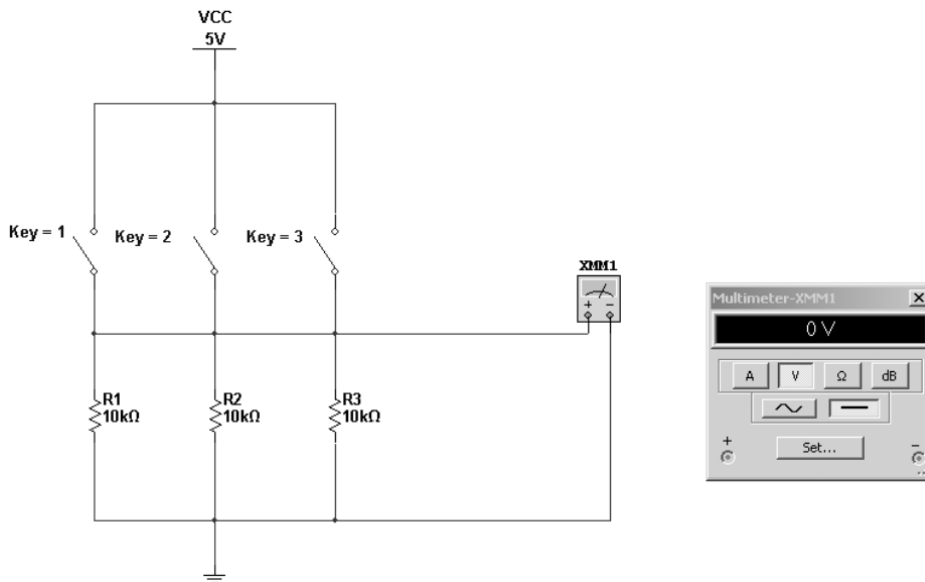 VCC
5V
Key = 1
Key = 2
Key = 3
XMM1
+ −
R1
10kΩ
R2
10kΩ
R3
10kΩ
Multimeter-XMM1
0 V
A V Ω dB
+ Set... −